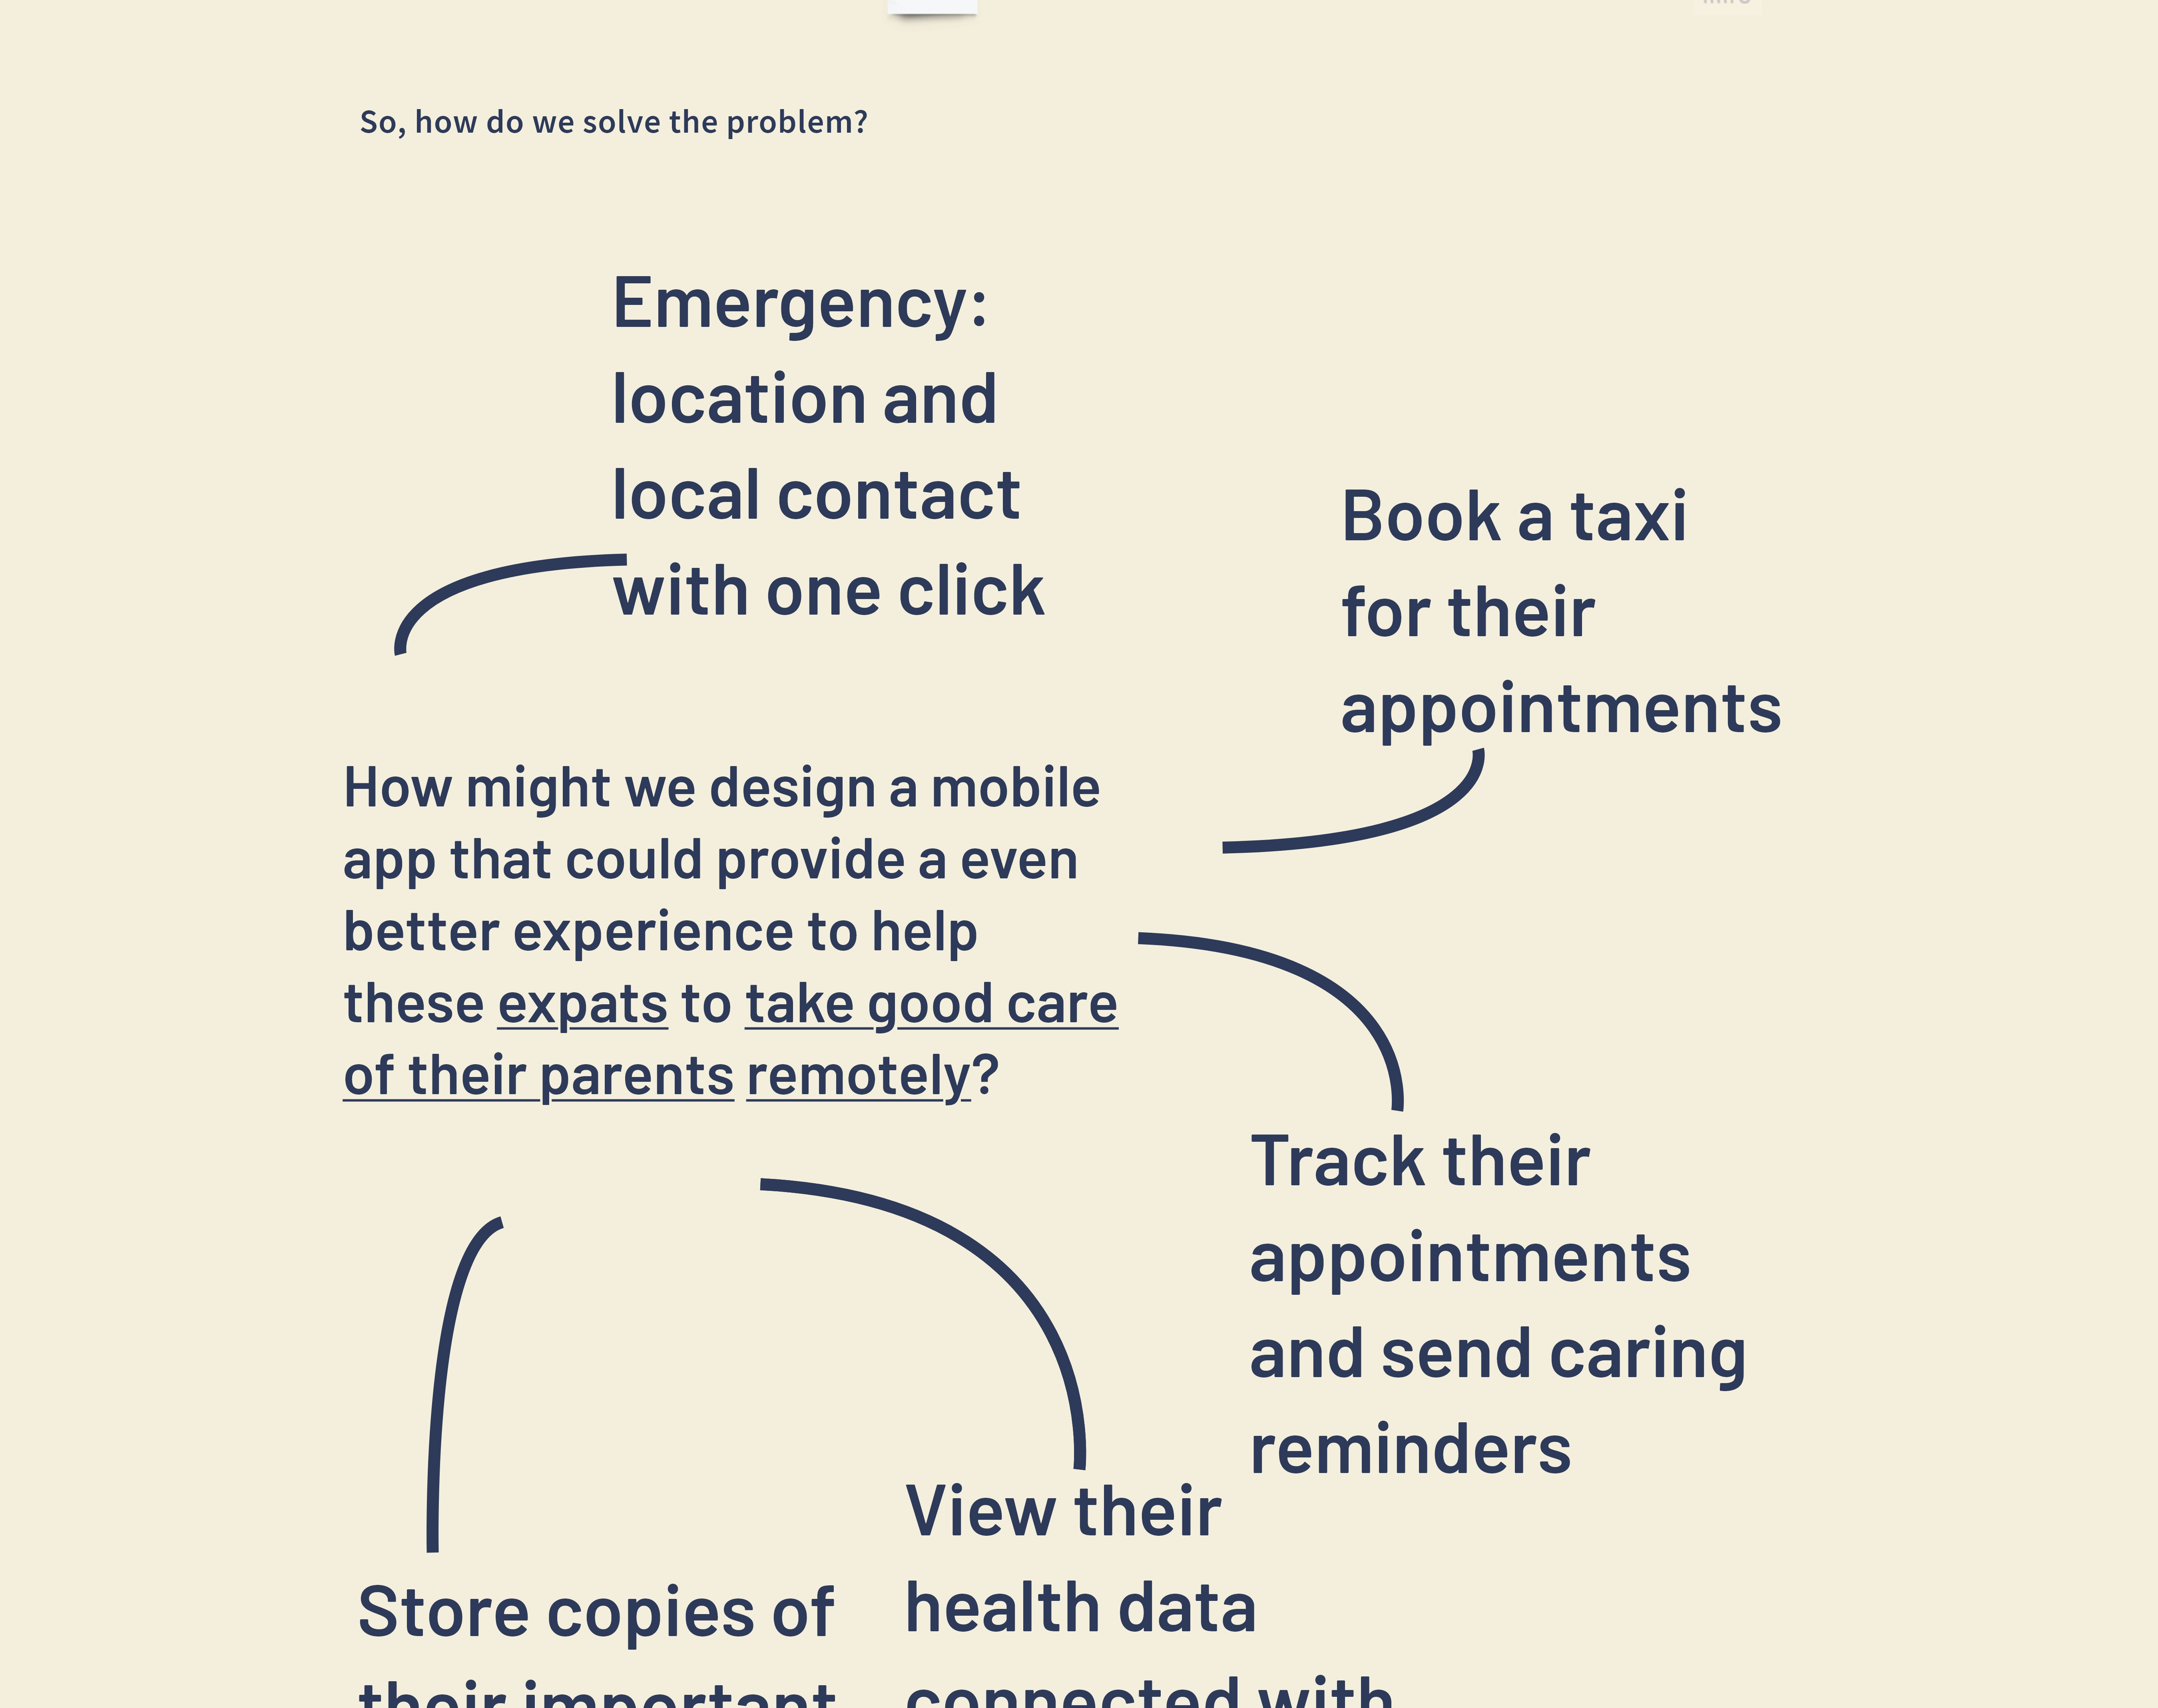 So, how do we solve the problem?
Emergency:
location and
local contact
with one click
Book a taxi
for their
appointments
How might we design a mobile
app that could provide a even
better experience to help
these expats to take good care
of their parents remotely?
Track their
appointments
and send caring
reminders
View their
health data
connected with
Store copies of
their important